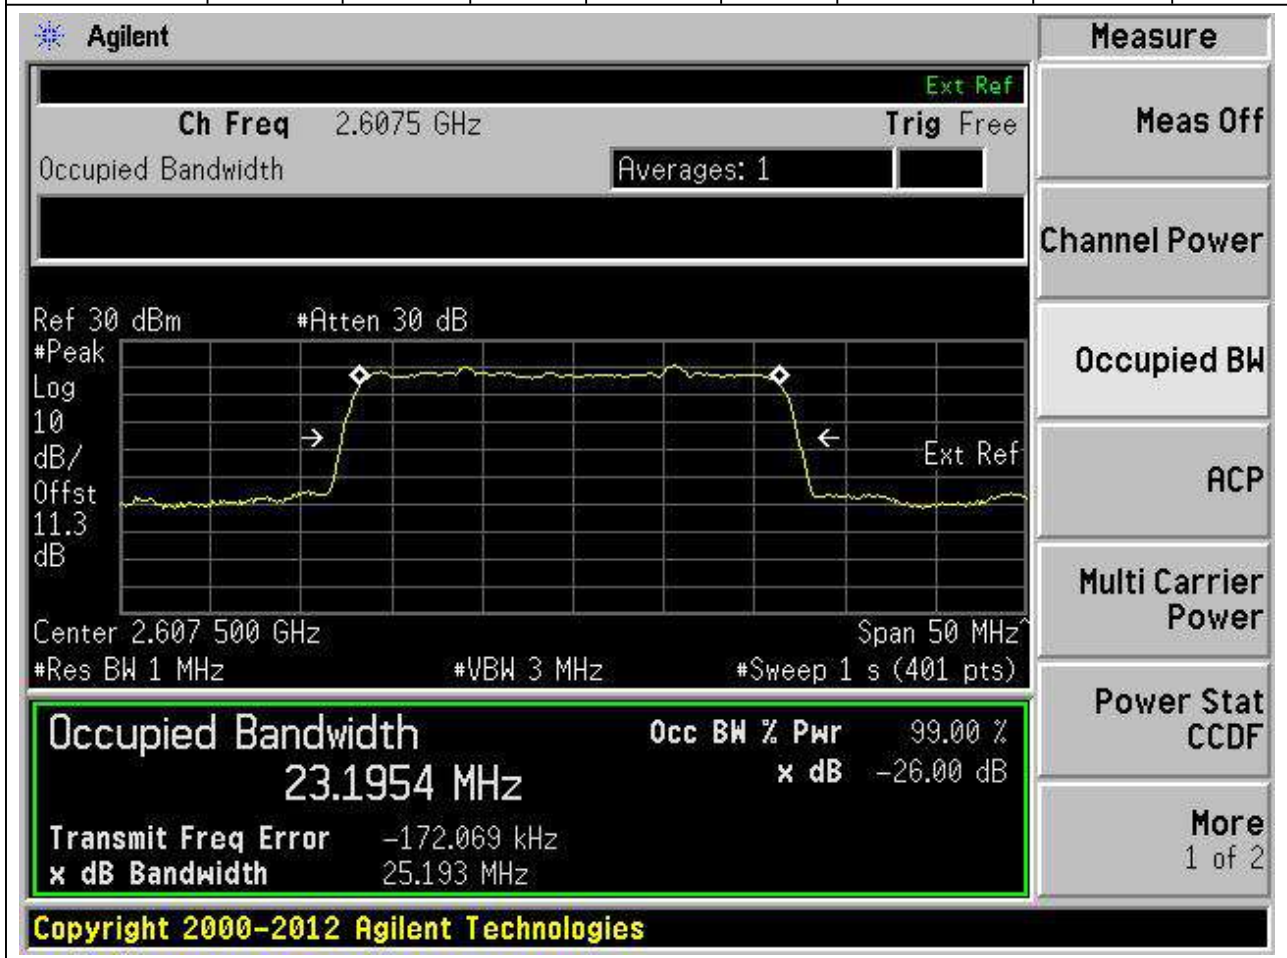 Agilent
Measure
Ext Ref
Ch Freq 2.6075 GHz Trig Free
Meas Off
Occupied Bandwidth Averages: 1
Channel Power
Ref 30 dBm #Atten 30 dB
#Peak
Log
10
dB/
Offst
11.3
dB
Ext Ref
Occupied BW
ACP
Center 2.607 500 GHz Span 50 MHz^
#Res BW 1 MHz #VBW 3 MHz #Sweep 1 s (401 pts)
Multi Carrier
Power
Occupied Bandwidth Occ BW % Pwr 99.00 %
23.1954 MHz x dB -26.00 dB
Power Stat
CCDF
Transmit Freq Error -172.069 kHz
x dB Bandwidth 25.193 MHz
More
1 of 2
Copyright 2000-2012 Agilent Technologies